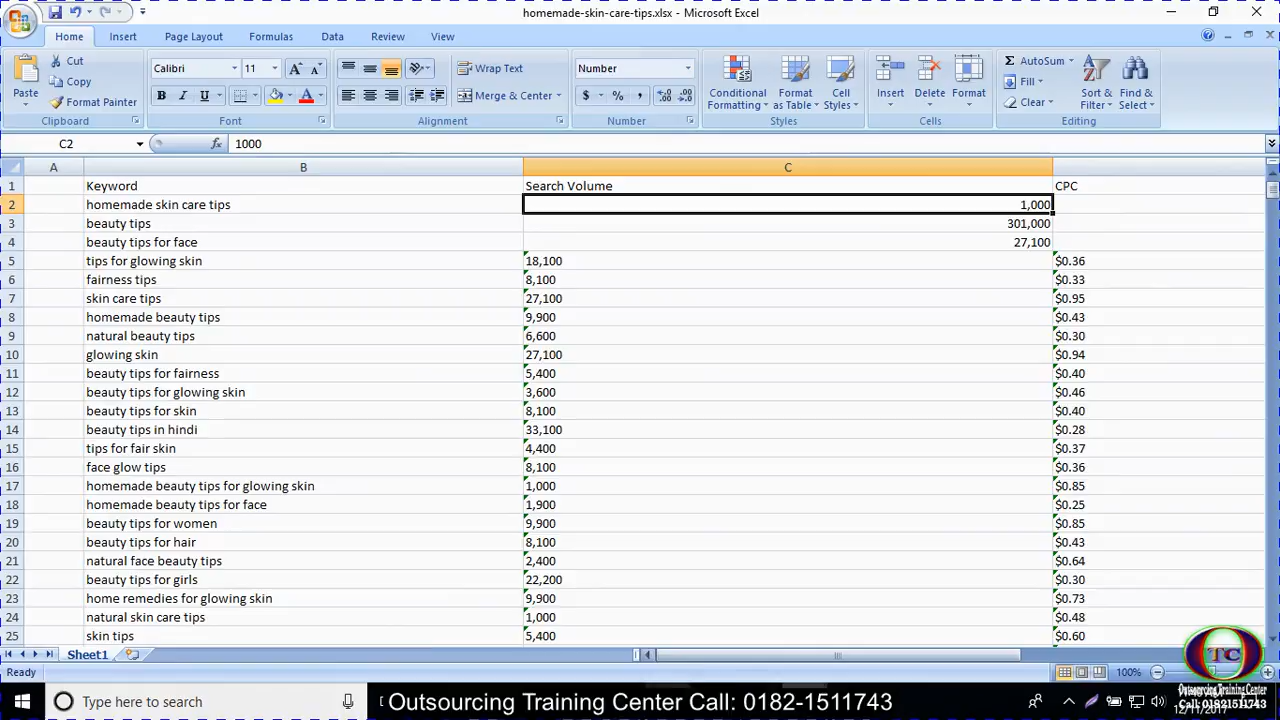 homemade-skin-care-tips.xlsx - Microsoft Excel
Home Insert Page Layout Formulas Data Review View
Paste
Cut
Copy
Format Painter
Clipboard
Calibri 11
B I U
Font
Wrap Text
Merge & Center
Alignment
Number
$ % ,
Number
Conditional Formatting
Format as Table
Cell Styles
Styles
Insert Delete Format
Cells
AutoSum
Fill
Clear
Sort & Filter
Find & Select
Editing
C2 fx 1000
A B C
1 Keyword Search Volume CPC
2 homemade skin care tips 1,000
3 beauty tips 301,000
4 beauty tips for face 27,100
5 tips for glowing skin 18,100 $0.36
6 fairness tips 8,100 $0.33
7 skin care tips 27,100 $0.95
8 homemade beauty tips 9,900 $0.43
9 natural beauty tips 6,600 $0.30
10 glowing skin 27,100 $0.94
11 beauty tips for fairness 5,400 $0.40
12 beauty tips for glowing skin 3,600 $0.46
13 beauty tips for skin 8,100 $0.40
14 beauty tips in hindi 33,100 $0.28
15 tips for fair skin 4,400 $0.37
16 face glow tips 8,100 $0.36
17 homemade beauty tips for glowing skin 1,000 $0.85
18 homemade beauty tips for face 1,900 $0.25
19 beauty tips for women 9,900 $0.85
20 beauty tips for hair 8,100 $0.43
21 natural face beauty tips 2,400 $0.64
22 beauty tips for girls 22,200 $0.30
23 home remedies for glowing skin 9,900 $0.73
24 natural skin care tips 1,000 $0.48
25 skin tips 5,400 $0.60
Sheet1
Ready 100%
Type here to search
Outsourcing Training Center Call: 0182-1511743
TC
Outsourcing Training Center
Call: 01821511743